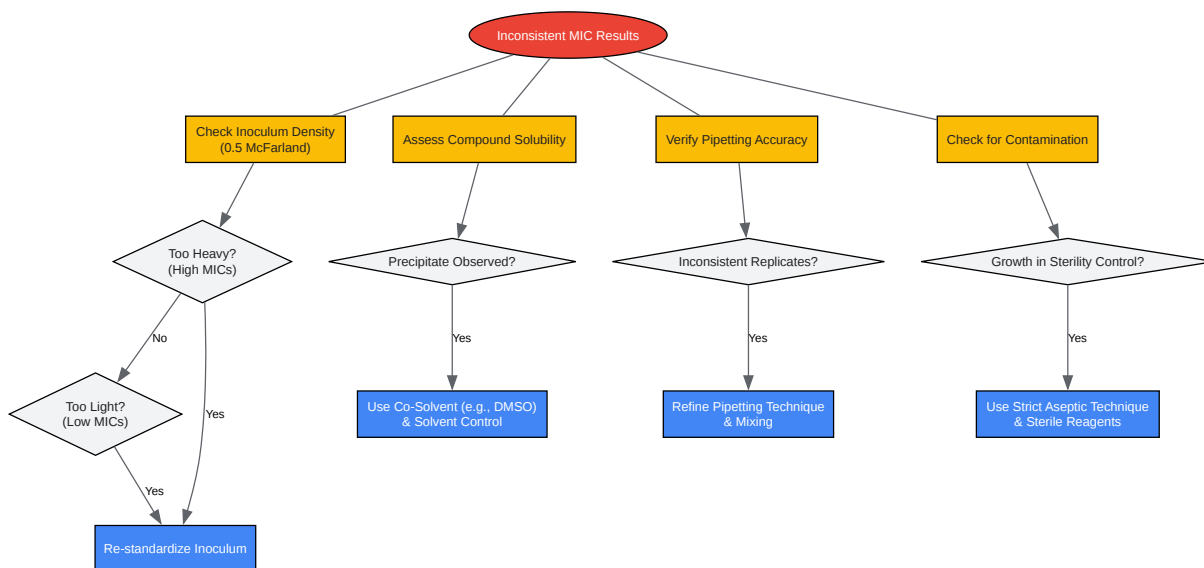 Inconsistent MIC Results
Check Inoculum Density
(0.5 McFarland)
Assess Compound Solubility
Verify Pipetting Accuracy
Check for Contamination
Too Heavy?
(High MICs)
Precipitate Observed?
Inconsistent Replicates?
Growth in Sterility Control?
No
Yes
Yes
Yes
Too Light?
(Low MICs)
Yes
Use Co-Solvent (e.g., DMSO)
& Solvent Control
Refine Pipetting Technique
& Mixing
Use Strict Aseptic Technique
& Sterile Reagents
Yes
Re-standardize Inoculum